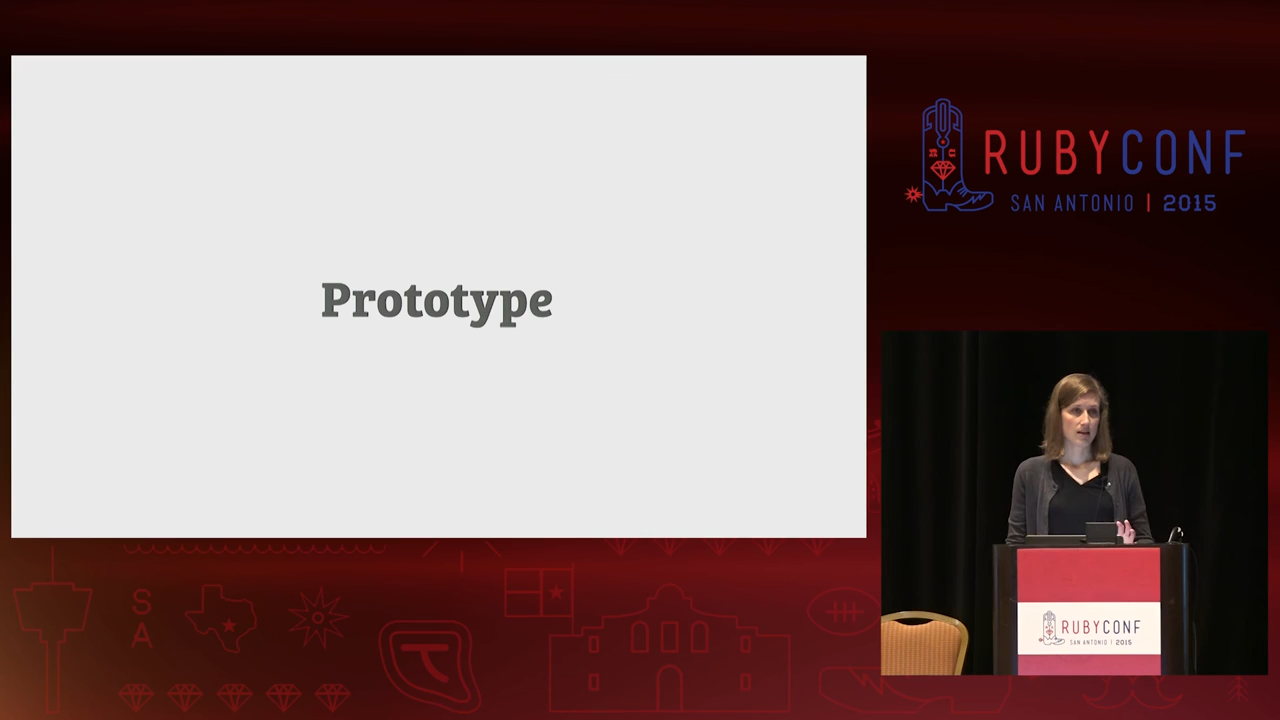 Prototype
RUBYCONF
SAN ANTONIO | 2015
S
A
RUBYCONF
SAN ANTONIO | 2015